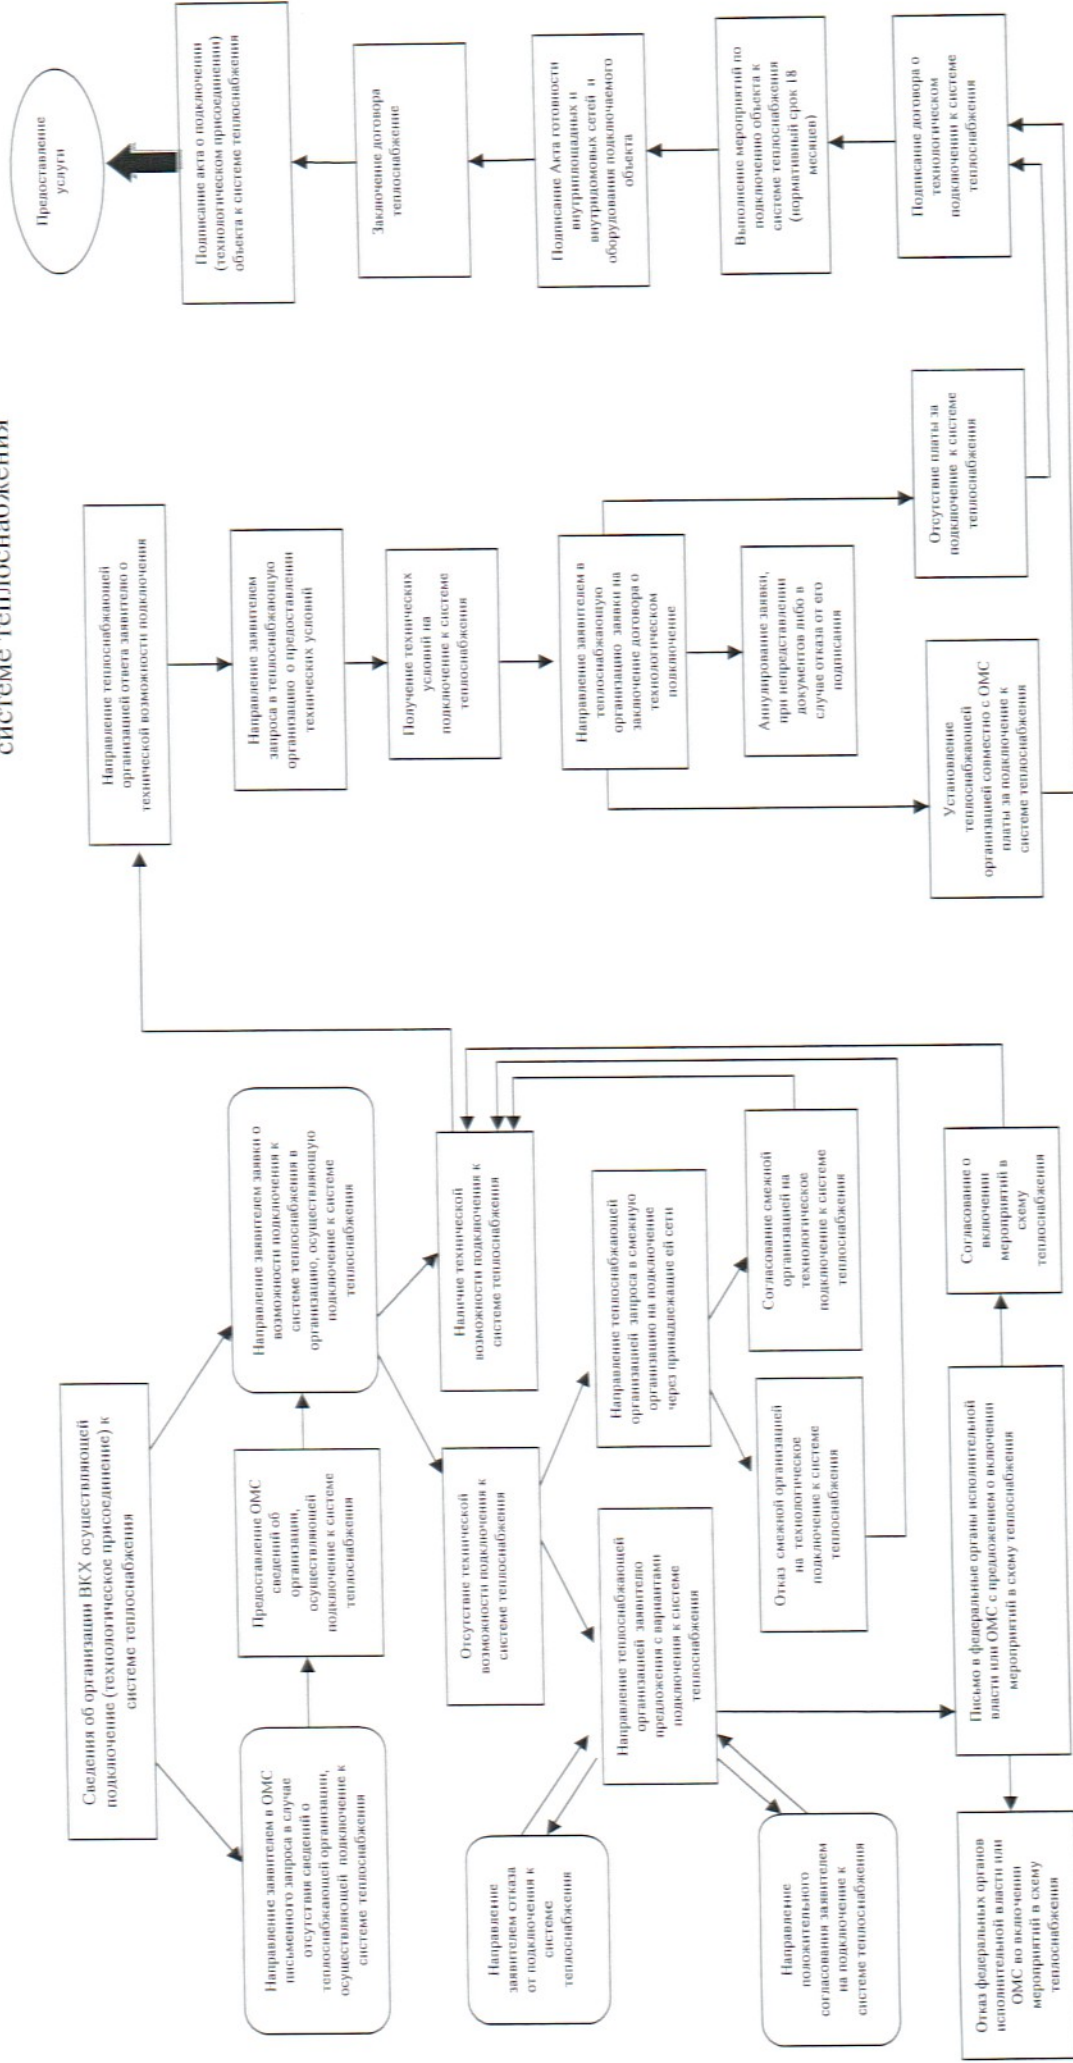 системе теплоснабжения
Сведения об организации ВКХ осуществляющей
подключение (технологическое присоединение) к
системе теплоснабжения
Направление заявителем в ОМС
письменного запроса в случае
отсутствия сведений о
теплоснабжающей организации,
осуществляющей подключение к
системе теплоснабжения
Предоставление ОМС
сведений об
организации,
осуществляющей
подключение к системе
теплоснабжения
Направление заявителем заявки о
возможности подключения к
системе теплоснабжения в
организацию, осуществляющую
подключение к системе
теплоснабжения
Отсутствие технической
возможности подключения к
системе теплоснабжения
Наличие технической
возможности подключения к
системе теплоснабжения
Направление
заявителем отказа
от подключения к
системе
теплоснабжения
Направление теплоснабжающей
организацией заявителю
предложения с вариантами
подключения к системе
теплоснабжения
Направление теплоснабжающей
организацией запроса в смежную
организацию на подключение
через принадлежащие ей сети
Направление
положительного
согласования заявителем
на подключение к
системе теплоснабжения
Отказ смежной организацией
на технологическое
подключение к системе
теплоснабжения
Согласование смежной
организацией на
технологическое
подключение к системе
теплоснабжения
Отказ федеральных органов
исполнительной власти или
ОМС во включении
мероприятий в схему
теплоснабжения
Письмо в федеральные органы исполнительной
власти или ОМС с предложением о включении
мероприятий в схему теплоснабжения
Согласование о
включении
мероприятий в
схему
теплоснабжения
Направление теплоснабжающей
организацией ответа заявителю о
технической возможности подключения
Направление заявителем
запроса в теплоснабжающую
организацию о предоставлении
технических условий
Получение технических
условий на
подключение к системе
теплоснабжения
Направление заявителем в
теплоснабжающую
организацию заявки на
заключение договора о
технологическом
подключение
Аннулирование заявки,
при непредставлении
документов либо в
случае отказа от его
подписания
Установление
теплоснабжающей
организацией совместно с ОМС
платы за подключение к
системе теплоснабжения
Отсутствие платы за
подключение к системе
теплоснабжения
Подписание договора о
технологическом
подключении к системе
теплоснабжения
Выполнение мероприятий по
подключению объекта к
системе теплоснабжения
(нормативный срок 18
месяцев)
Подписание Акта готовности
внутриплощадных и
внутридомовых сетей и
оборудования подключаемого
объекта
Заключение договора
теплоснабжение
Подписание акта о подключении
(технологическом присоединении)
объекта к системе теплоснабжения
Предоставление
услуги